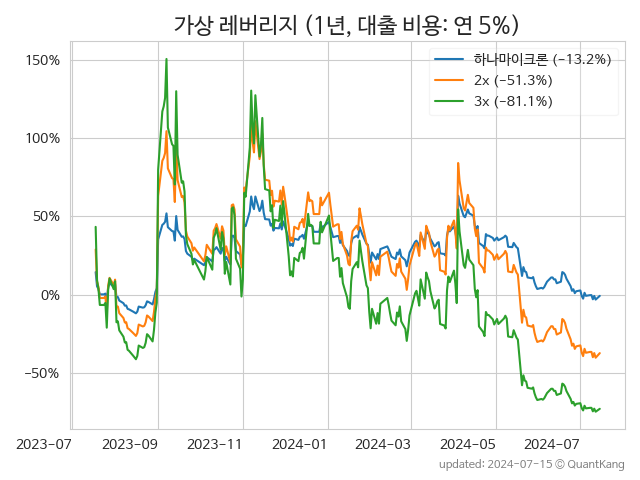 가상 레버리지 (1년, 대출 비용: 연 5%)
150%
100%
50%
0%
−50%
하나마이크론 (−13.2%)
2x (−51.3%)
3x (−81.1%)
2023-07 2023-09 2023-11 2024-01 2024-03 2024-05 2024-07
updated: 2024-07-15 © QuantKang